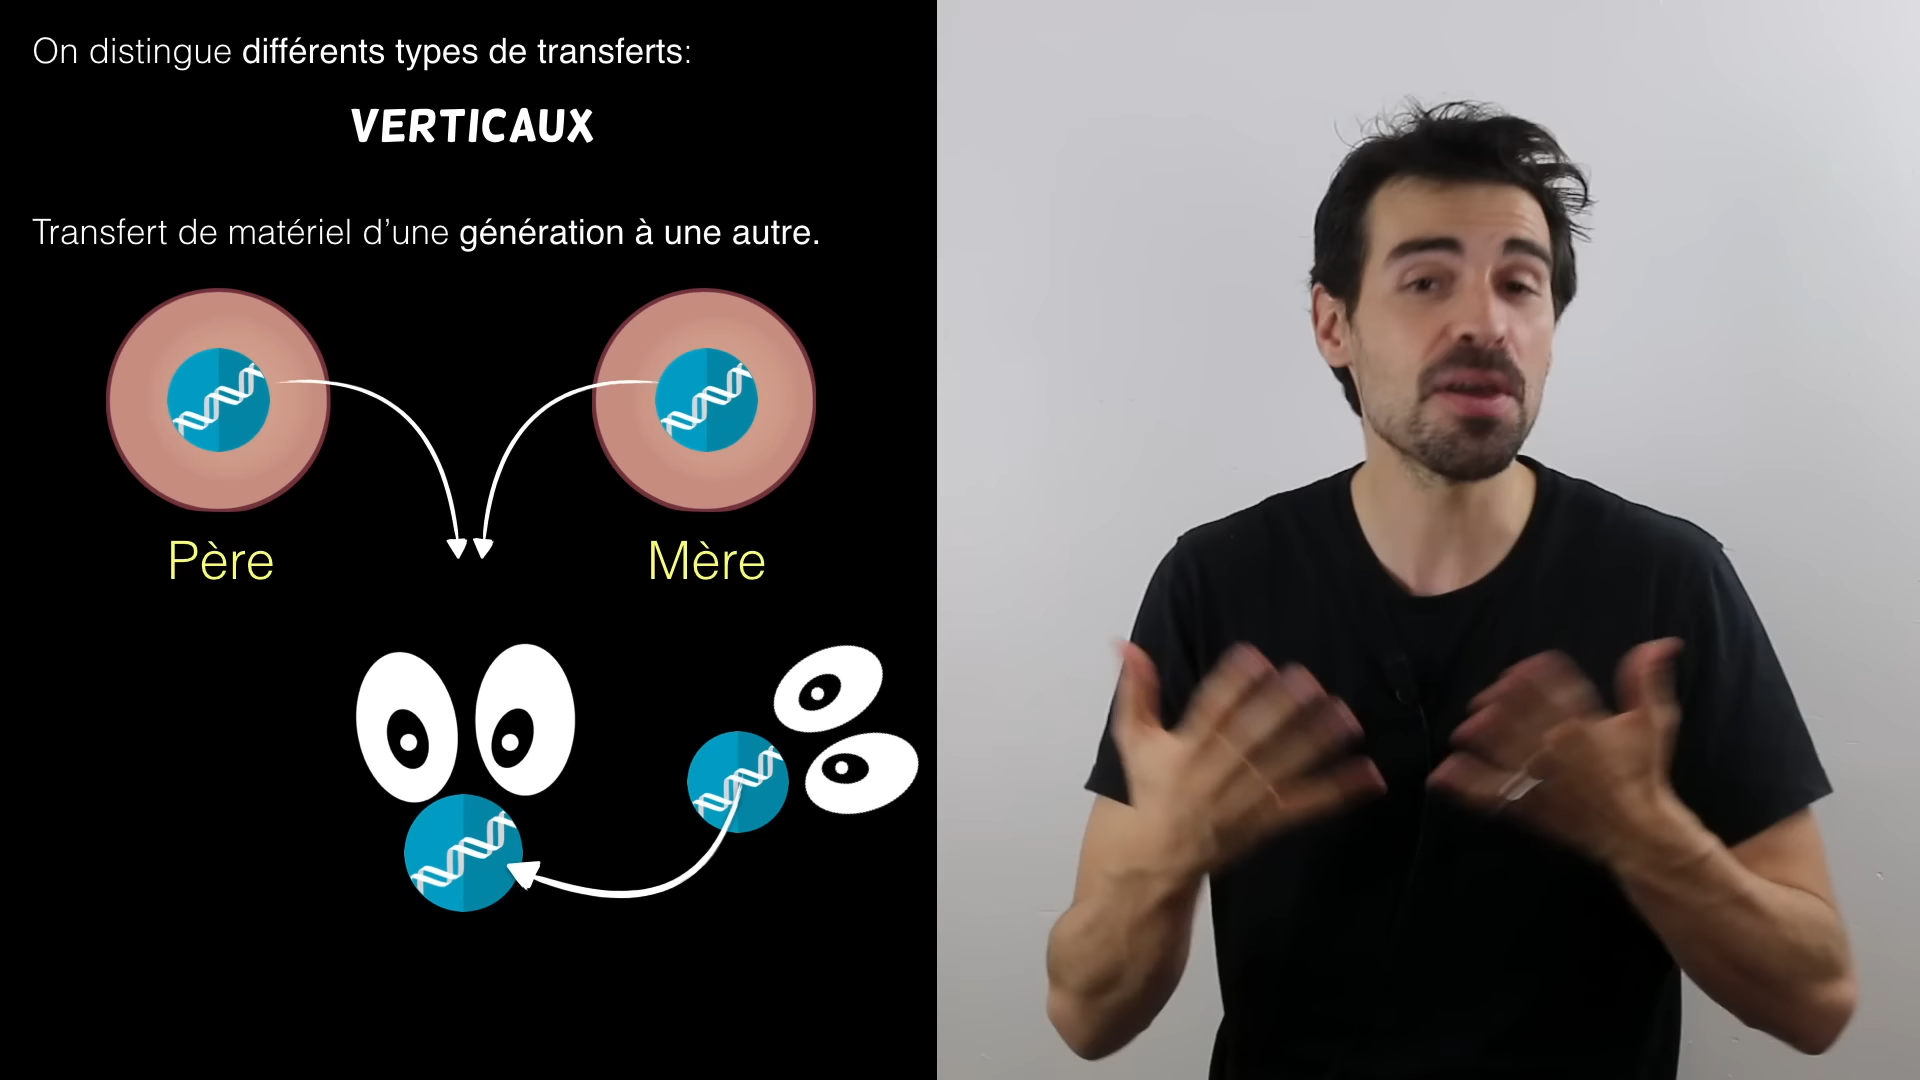 On distingue différents types de transferts:
VERTICAUX
Transfert de matériel d’une génération à une autre.
Père
Mère